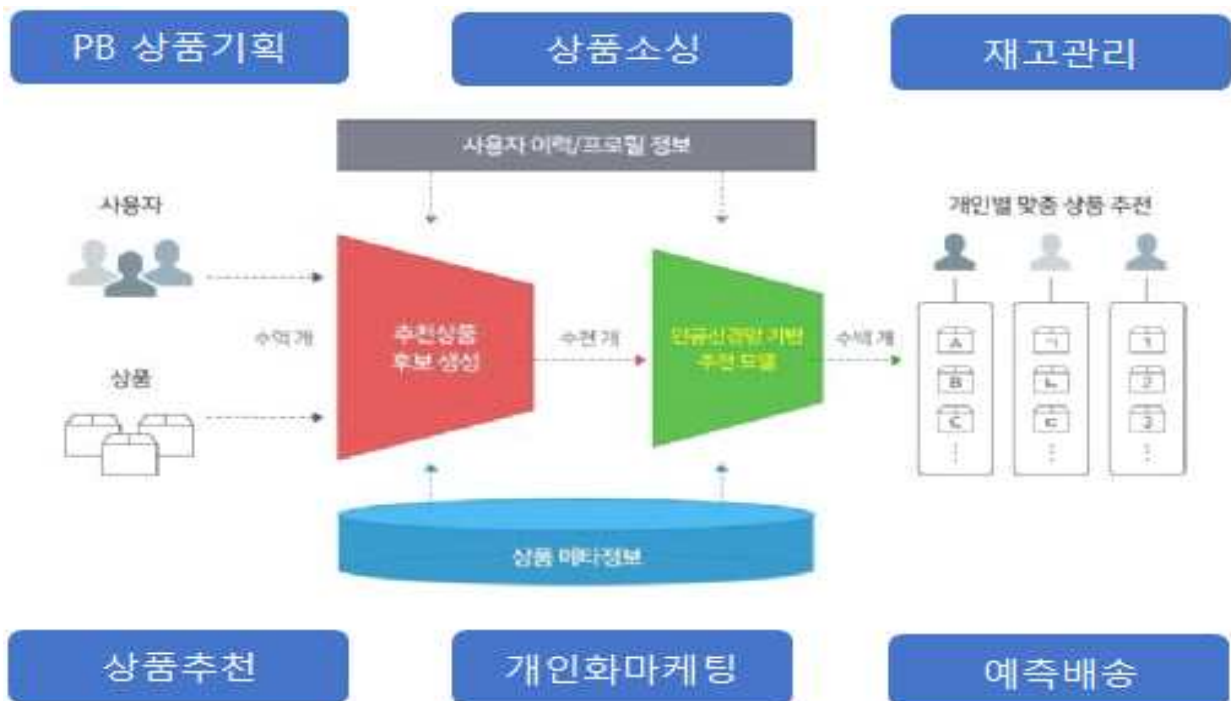 PB 상품기획
상품소싱
재고관리
사용자 이력/프로필 정보
사용자
개인별 맞춤 상품 추천
수억 개
추천상품
후보 생성
수천 개
인공신경망 기반
추천 모델
수백 개
상품
A
ㄱ
1
B
ㄴ
2
C
ㄷ
3
상품 메타정보
상품추천
개인화마케팅
예측배송